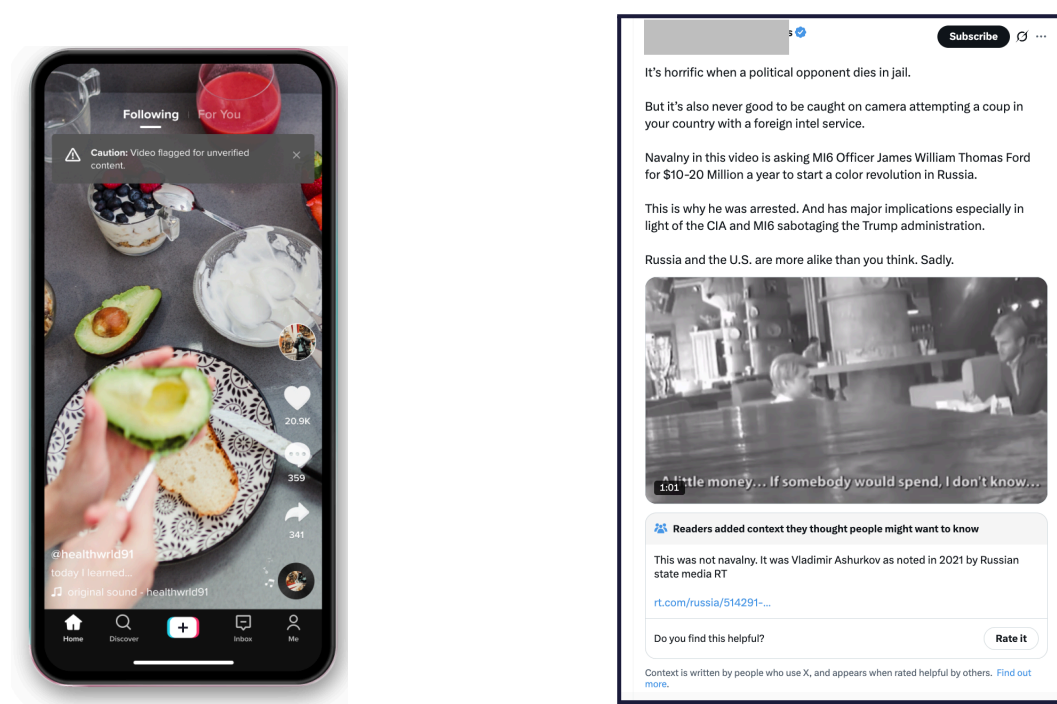 Following
For You
Caution: Video flagged for unverified
content.
20.9K
359
341
@healthwrld91
today I learned...
original sound - healthwrld91
Home
Discover
Inbox
Me
s
Subscribe
It's horrific when a political opponent dies in jail.
But it's also never good to be caught on camera attempting a coup in
your country with a foreign intel service.
Navalny in this video is asking MI6 Officer James William Thomas Ford
for $10-20 Million a year to start a color revolution in Russia.
This is why he was arrested. And has major implications especially in
light of the CIA and MI6 sabotaging the Trump administration.
Russia and the U.S. are more alike than you think. Sadly.
A little money... If somebody would spend, I don't know...
1:01
Readers added context they thought people might want to know
This was not navalny. It was Vladimir Ashurkov as noted in 2021 by Russian
state media RT
rt.com/russia/514291-...
Do you find this helpful?
Rate it
Context is written by people who use X, and appears when rated helpful by others. Find out
more.